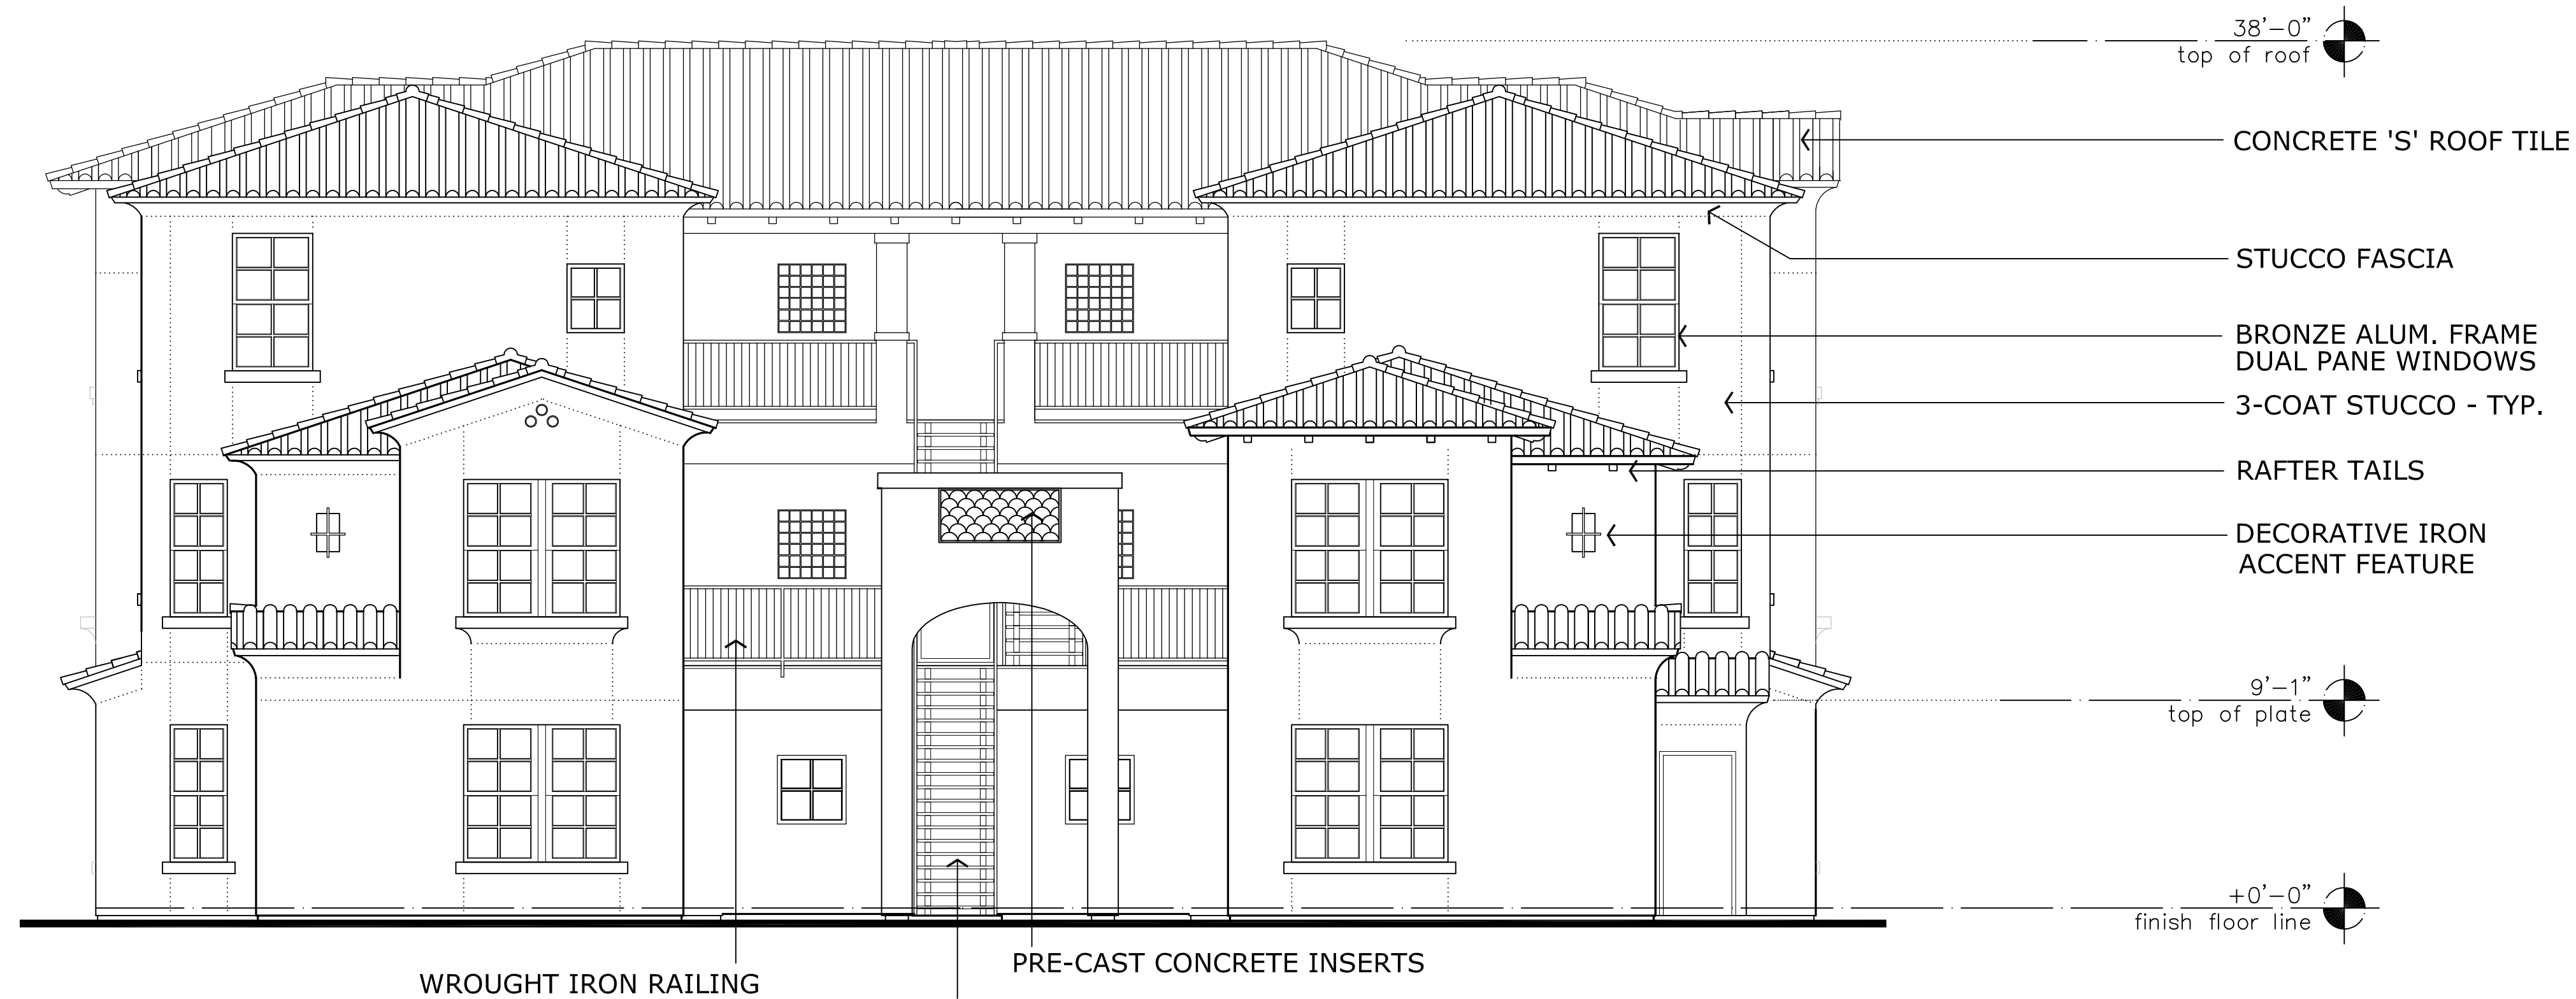 38'-0"
top of roof
CONCRETE 'S' ROOF TILE
STUCCO FASCIA
BRONZE ALUM. FRAME
DUAL PANE WINDOWS
3-COAT STUCCO - TYP.
RAFTER TAILS
DECORATIVE IRON
ACCENT FEATURE
9'-1"
top of plate
+0'-0"
finish floor line
PRE-CAST CONCRETE INSERTS
WROUGHT IRON RAILING